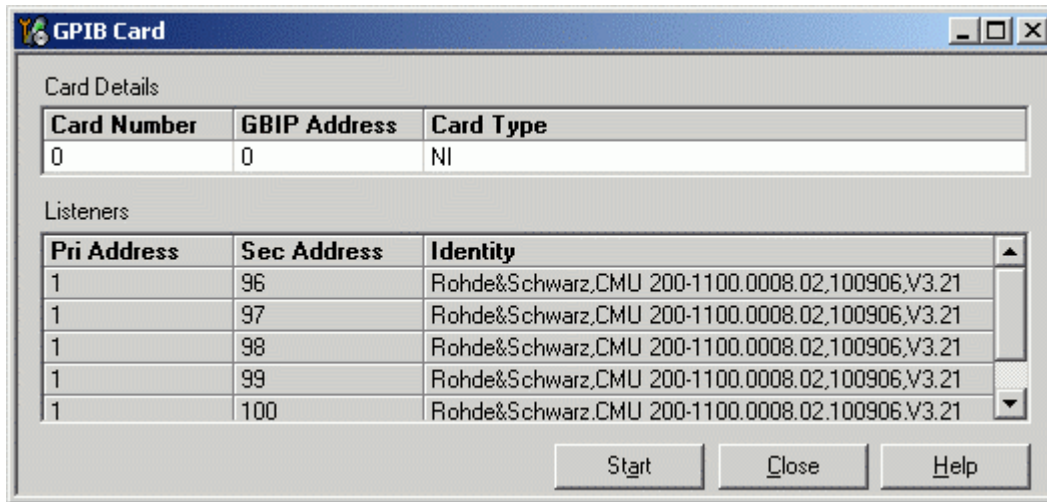 GPIB Card
Card Details
Card Number GBIP Address Card Type
0 0 NI
Listeners
Pri Address Sec Address Identity
1 96 Rohde&Schwarz,CMU 200-1100.0008.02,100906,V3.21
1 97 Rohde&Schwarz,CMU 200-1100.0008.02,100906,V3.21
1 98 Rohde&Schwarz,CMU 200-1100.0008.02,100906,V3.21
1 99 Rohde&Schwarz,CMU 200-1100.0008.02,100906,V3.21
1 100 Rohde&Schwarz,CMU 200-1100.0008.02,100906,V3.21
Start Close Help